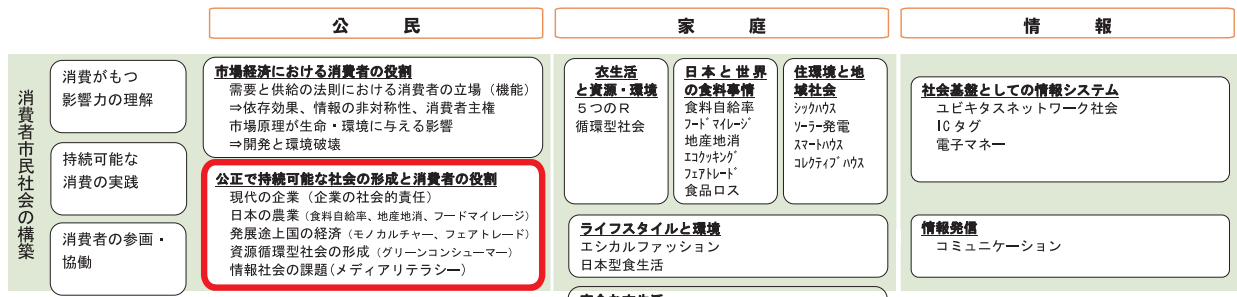 公　民
家　庭
情　報
消費者市民社会の構築
消費がもつ
影響力の理解
持続可能な
消費の実践
消費者の参画・
協働
市場経済における消費者の役割
需要と供給の法則における消費者の立場（機能）
⇒依存効果、情報の非対称性、消費者主権
市場原理が生命・環境に与える影響
⇒開発と環境破壊
公正で持続可能な社会の形成と消費者の役割
現代の企業（企業の社会的責任）
日本の農業（食料自給率、地産地消、フードマイレージ）
発展途上国の経済（モノカルチャー、フェアトレード）
資源循環型社会の形成（グリーンコンシューマー）
情報社会の課題（メディアリテラシー）
衣生活
と資源・環境
５つのＲ
循環型社会
日本と世界
の食料事情
食料自給率
ﾌｰﾄﾞﾏｲﾚｰｼﾞ
地産地消
ｴｺｸｯｷﾝｸﾞ
ﾌｪｱﾄﾚｰﾄﾞ
食品ロス
住環境と地
域社会
ｼｯｸﾊｳｽ
ｿｰﾗｰ発電
ｽﾏｰﾄﾊｳｽ
ｺﾚｸﾃｨﾌﾞﾊｳｽ
ライフスタイルと環境
エシカルファッション
日本型食生活
社会基盤としての情報システム
ユビキタスネットワーク社会
ICタグ
電子マネー
情報発信
コミュニケーション